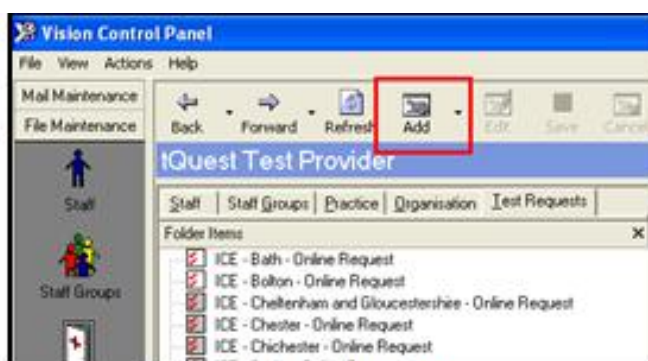 Vision Control Panel
File View Actions Help
Mail Maintenance
File Maintenance
Staff
Staff Groups
Back Forward Refresh Add Edit Save Cancel
tQuest Test Provider
Staff Staff Groups Practice Organisation Test Requests
Folder Items
ICE - Bath - Online Request
ICE - Bolton - Online Request
ICE - Cheltenham and Gloucestershire - Online Request
ICE - Chester - Online Request
ICE - Chichester - Online Request